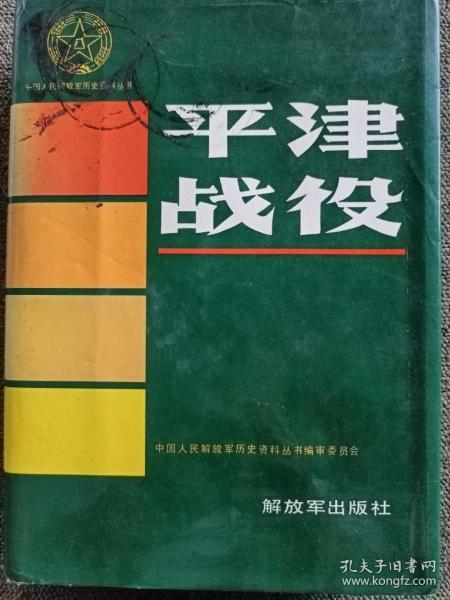 中国人民解放军历史资料丛书
平津
战役
中国人民解放军历史资料丛书编审委员会
解放军出版社
孔夫子旧书网
www.kongfz.com